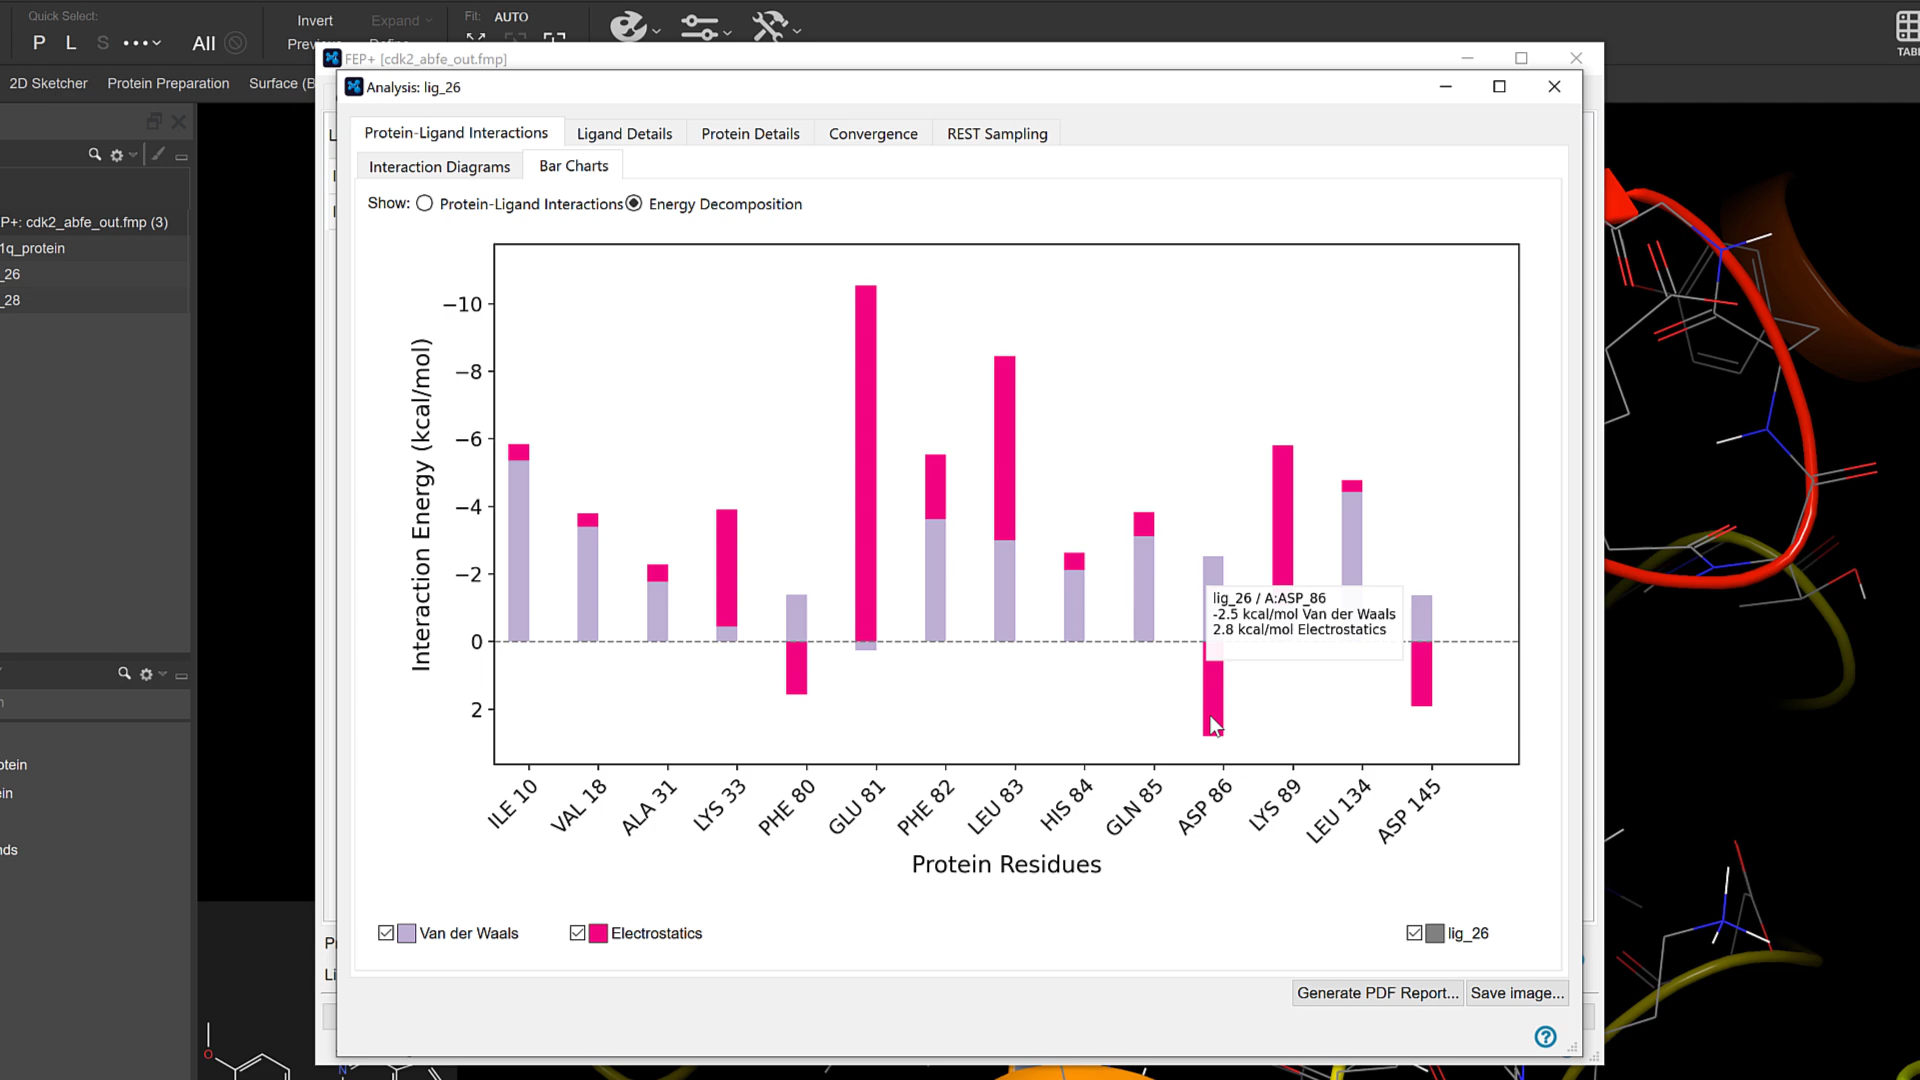 Quick Select:
P L S
All
Invert
Expand
Fit: AUTO
TAB
2D Sketcher Protein Preparation Surface (B
FEP+ [cdk2_abfe_out.fmp]
Analysis: lig_26
Protein-Ligand Interactions Ligand Details Protein Details Convergence REST Sampling
Interaction Diagrams Bar Charts
Show: Protein-Ligand Interactions Energy Decomposition
P+: cdk2_abfe_out.fmp (3)
1q_protein
_26
_28
otein
ein
nds
Interaction Energy (kcal/mol)
−10
−8
−6
−4
−2
0
2
lig_26 / A:ASP_86
-2.5 kcal/mol Van der Waals
2.8 kcal/mol Electrostatics
ILE 10 VAL 18 ALA 31 LYS 33 PHE 80 GLU 81 PHE 82 LEU 83 HIS 84 GLN 85 ASP 86 LYS 89 LEU 134 ASP 145
Protein Residues
Van der Waals Electrostatics lig_26
Generate PDF Report... Save image...
?
O
N